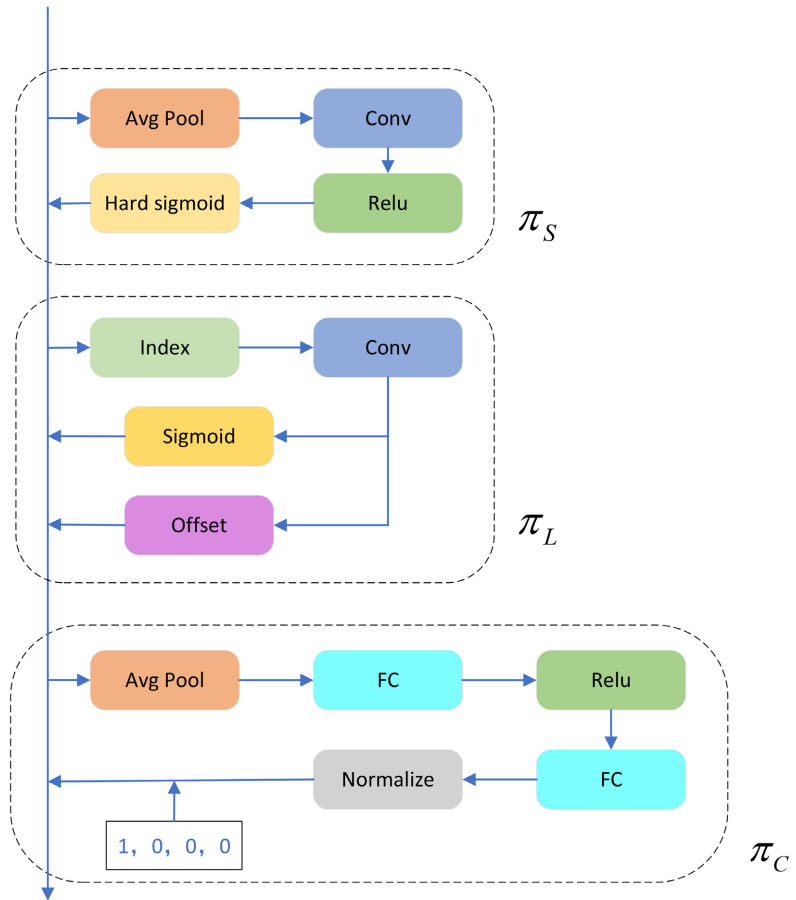 Avg Pool
Conv
Hard sigmoid
Relu
π_S
Index
Conv
Sigmoid
Offset
π_L
Avg Pool
FC
Relu
Normalize
FC
1, 0, 0, 0
π_C